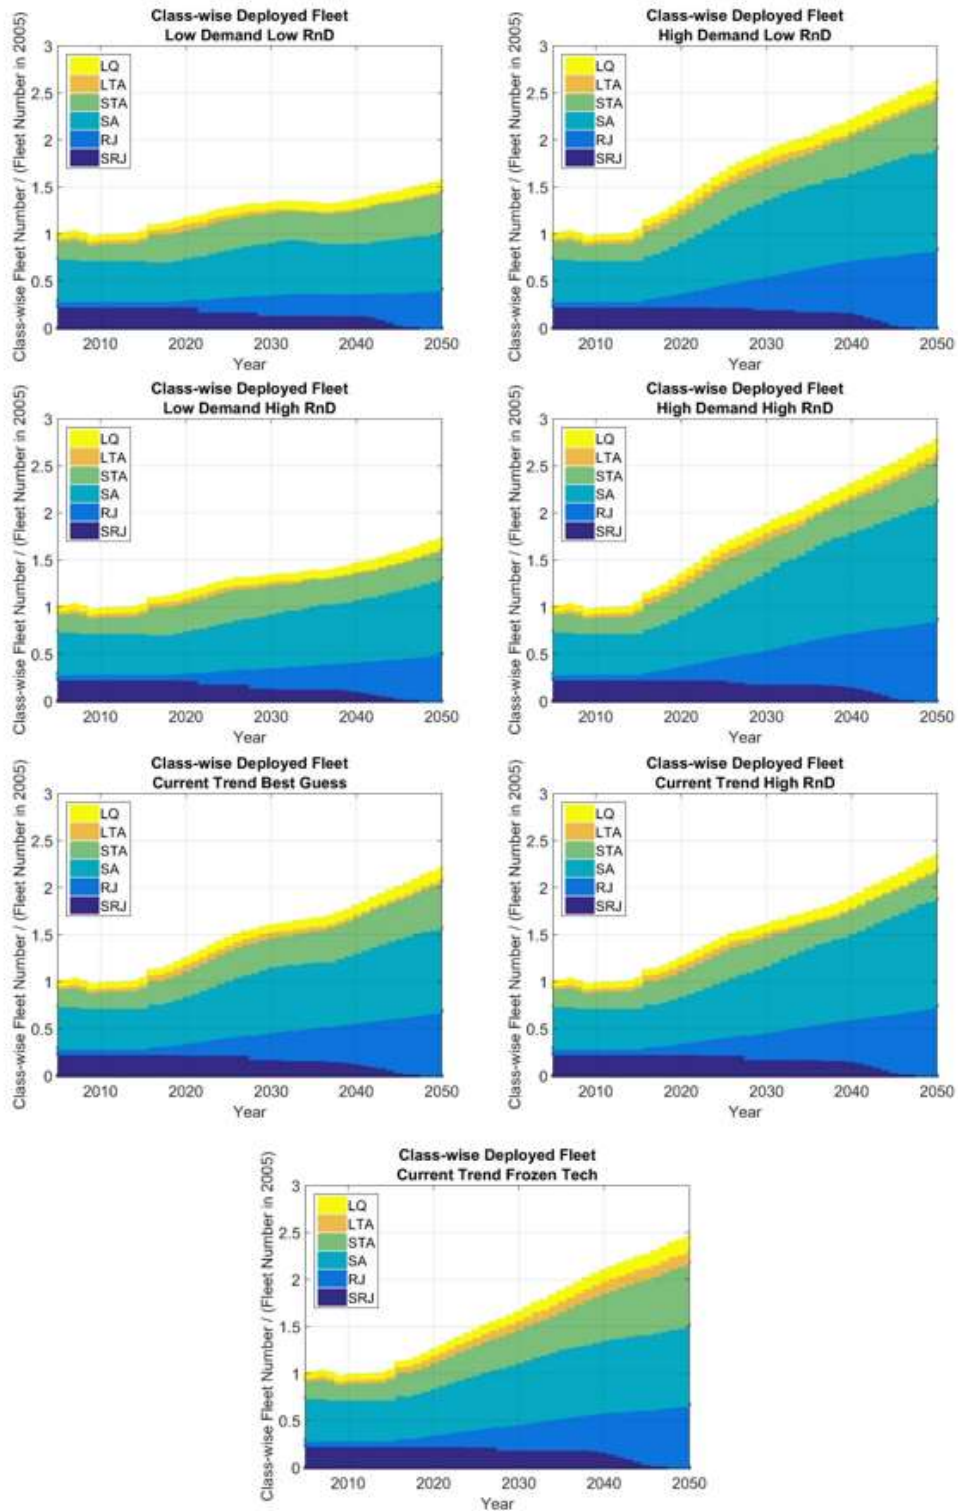 Class-wise Deployed Fleet
Low Demand Low RnD
Class-wise Fleet Number / (Fleet Number in 2005)
3
2.5
2
1.5
1
0.5
0
LQ
LTA
STA
SA
RJ
SRJ
2010 2020 2030 2040 2050
Year
Class-wise Deployed Fleet
High Demand Low RnD
Class-wise Fleet Number / (Fleet Number in 2005)
3
2.5
2
1.5
1
0.5
0
LQ
LTA
STA
SA
RJ
SRJ
2010 2020 2030 2040 2050
Year
Class-wise Deployed Fleet
Low Demand High RnD
Class-wise Fleet Number / (Fleet Number in 2005)
3
2.5
2
1.5
1
0.5
0
LQ
LTA
STA
SA
RJ
SRJ
2010 2020 2030 2040 2050
Year
Class-wise Deployed Fleet
High Demand High RnD
Class-wise Fleet Number / (Fleet Number in 2005)
3
2.5
2
1.5
1
0.5
0
LQ
LTA
STA
SA
RJ
SRJ
2010 2020 2030 2040 2050
Year
Class-wise Deployed Fleet
Current Trend Best Guess
Class-wise Fleet Number / (Fleet Number in 2005)
3
2.5
2
1.5
1
0.5
0
LQ
LTA
STA
SA
RJ
SRJ
2010 2020 2030 2040 2050
Year
Class-wise Deployed Fleet
Current Trend High RnD
Class-wise Fleet Number / (Fleet Number in 2005)
3
2.5
2
1.5
1
0.5
0
LQ
LTA
STA
SA
RJ
SRJ
2010 2020 2030 2040 2050
Year
Class-wise Deployed Fleet
Current Trend Frozen Tech
Class-wise Fleet Number / (Fleet Number in 2005)
3
2.5
2
1.5
1
0.5
0
LQ
LTA
STA
SA
RJ
SRJ
2010 2020 2030 2040 2050
Year